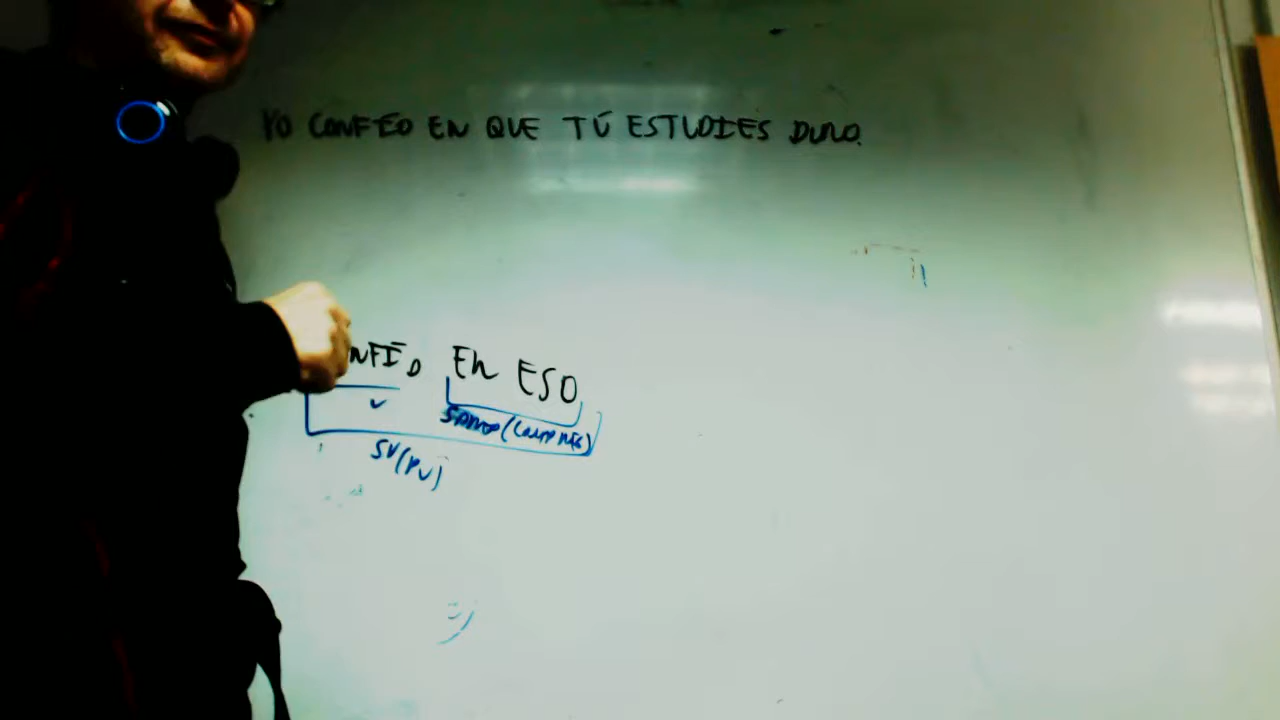 YO CONFÍO EN QUE TÚ ESTUDIES DURO.
NFÍO EN ESO
V
SV (PV)